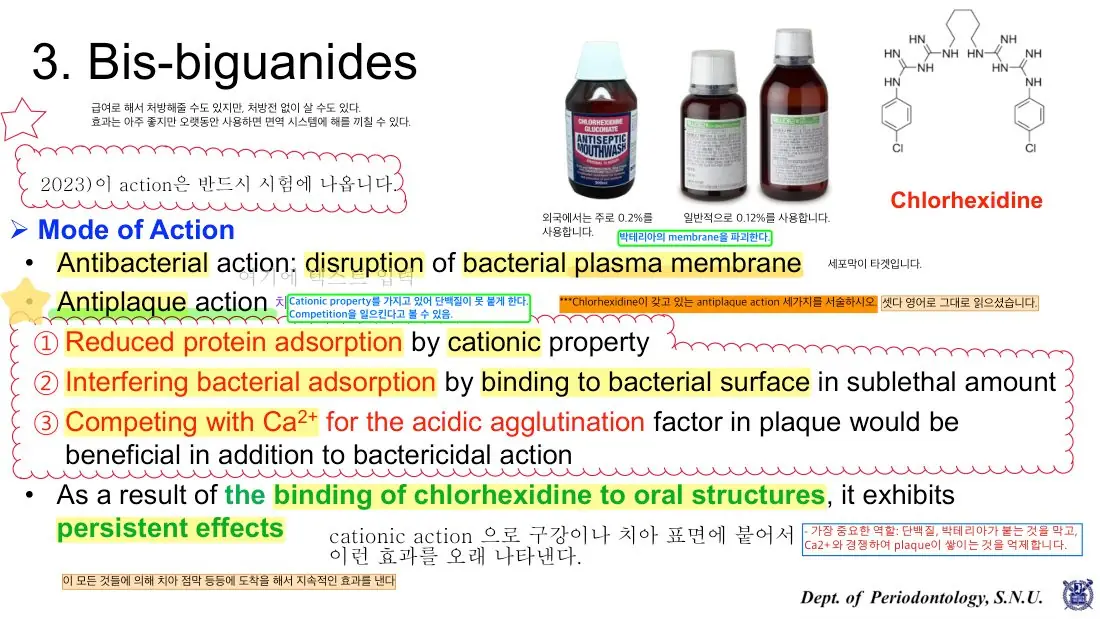 3. Bis-biguanides
급여로 해서 처방해줄 수도 있지만, 처방전 없이 살 수도 있다.
효과는 아주 좋지만 오랫동안 사용하면 면역 시스템에 해를 끼칠 수 있다.
2023)이 action은 반드시 시험에 나옵니다.
CHLORHEXIDINE
GLUCONATE
ANTISEPTIC
MOUTHWASH
외국에서는 주로 0.2%를
사용합니다.
일반적으로 0.12%를 사용합니다.
HN
NH
NH
HN
NH
NH
HN
NH
HN
NH
Cl
Cl
Chlorhexidine
➢ Mode of Action
박테리아의 membrane을 파괴한다.
• Antibacterial action: disruption of bacterial plasma membrane
세포막이 타겟입니다.
여기에 텍스트 입력
• Antiplaque action
Cationic property를 가지고 있어 단백질이 못 붙게 한다.
Competition을 일으킨다고 볼 수 있음.
***Chlorhexidine이 갖고 있는 antiplaque action 세가지를 서술하시오.
셋다 영어로 그대로 읽으셨습니다.
① Reduced protein adsorption by cationic property
② Interfering bacterial adsorption by binding to bacterial surface in sublethal amount
③ Competing with Ca2+ for the acidic agglutination factor in plaque would be
beneficial in addition to bactericidal action
• As a result of the binding of chlorhexidine to oral structures, it exhibits
persistent effects
cationic action 으로 구강이나 치아 표면에 붙어서
이런 효과를 오래 나타낸다.
- 가장 중요한 역할: 단백질, 박테리아가 붙는 것을 막고,
Ca2+와 경쟁하여 plaque이 쌓이는 것을 억제합니다.
이 모든 것들에 의해 치아 점막 등등에 도착을 해서 지속적인 효과를 낸다
Dept. of Periodontology, S.N.U.